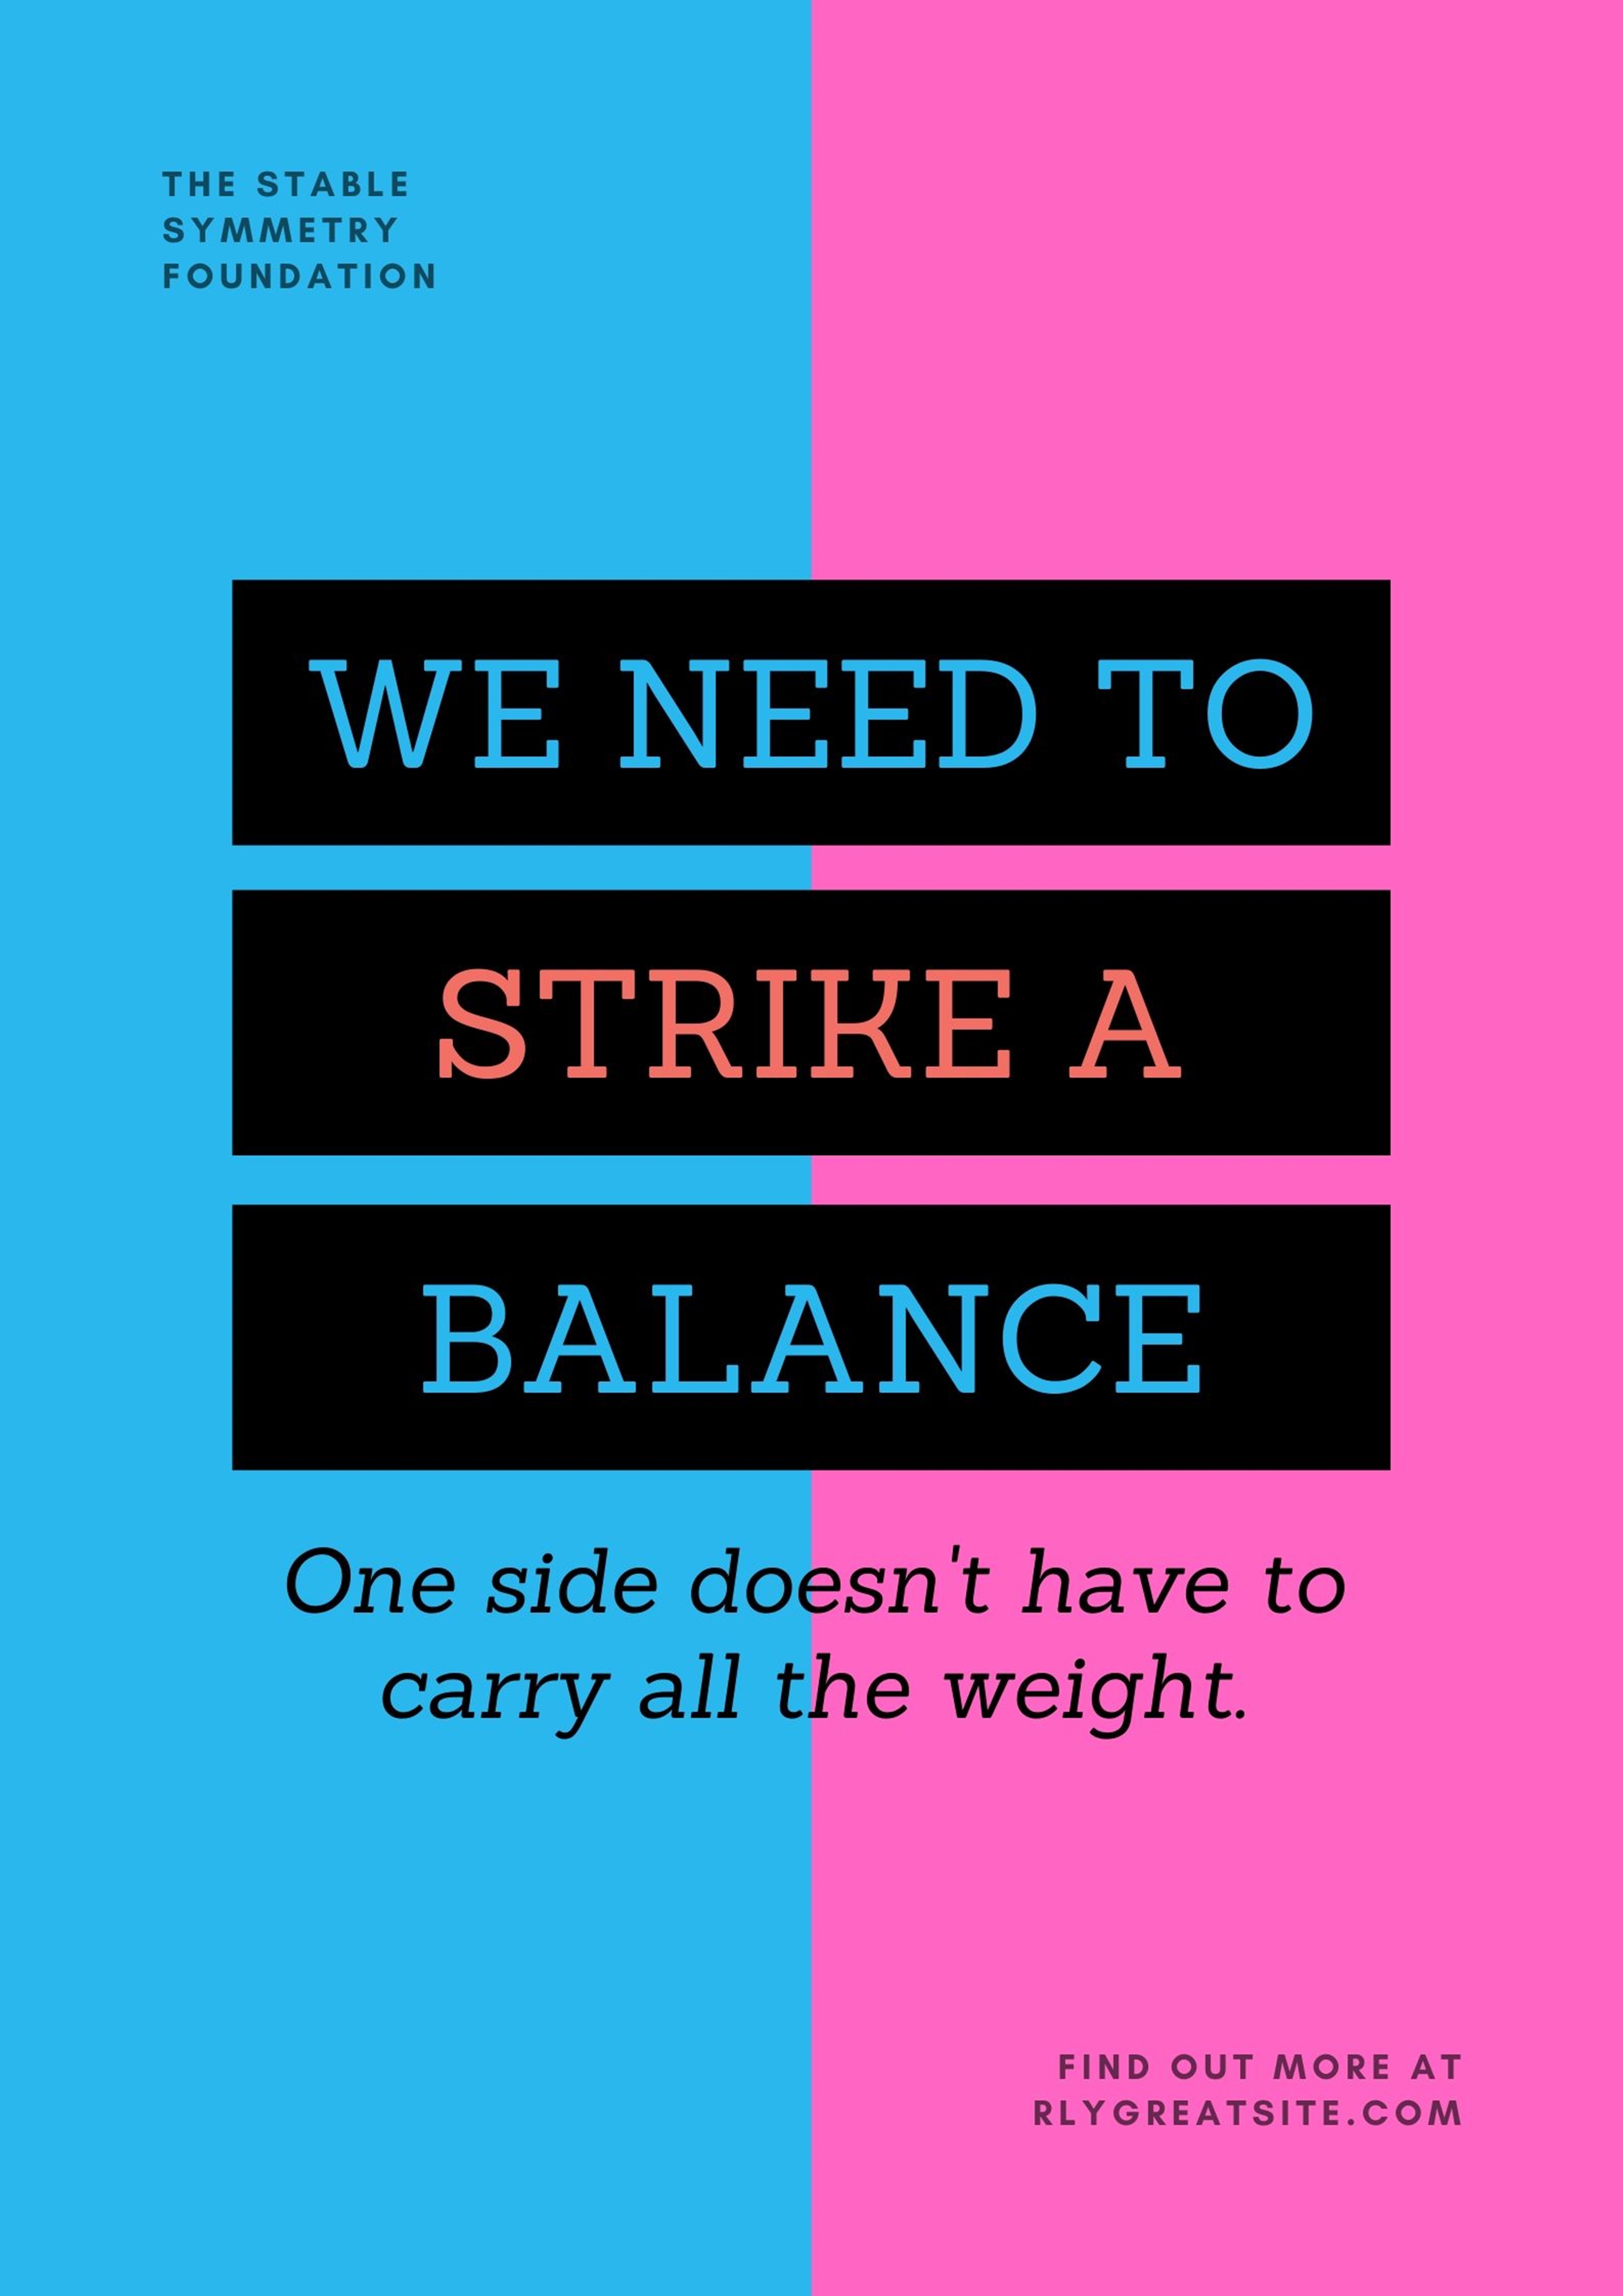 THE STABLE
SYMMETRY
FOUNDATION
WE NEED TO
STRIKE A
BALANCE
One side doesn't have to
carry all the weight.
FIND OUT MORE AT
RLYGREATSITE.COM